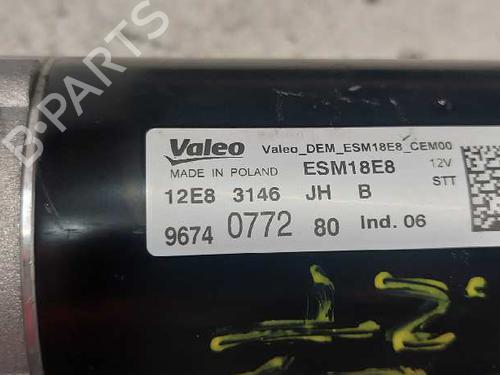 B-PARTS
Valeo Valeo_DEM_ESM18E8_CEM00
MADE IN POLAND ESM18E8 12V
12E8 3146 JH B STT
9674 0772 80 Ind. 06